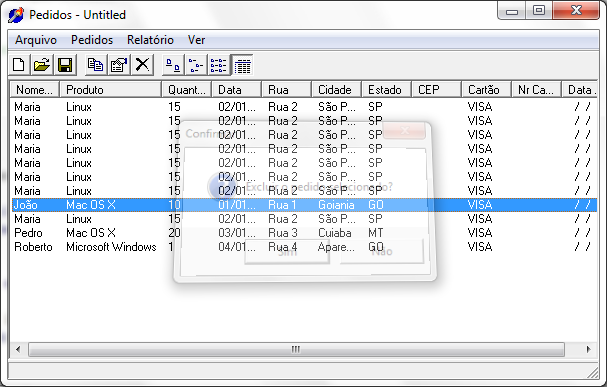 Pedidos - Untitled
Arquivo Pedidos Relatório Ver
Nome... Produto Quant... Data Rua Cidade Estado CEP Cartão Nr Ca... Data .
Maria Linux 15 02/01... Rua 2 São P... SP VISA / /
Maria Linux 15 02/01... Rua 2 São P... SP VISA / /
Maria Linux 15 02/01... Rua 2 São P... SP VISA / /
Maria Linux 15 02/01... Rua 2 São P... SP VISA / /
Maria Linux 15 02/01... Rua 2 São P... SP VISA / /
Maria Linux 15 02/01... Rua 2 São P... SP VISA / /
Maria Linux 15 02/01... Rua 2 São P... SP VISA / /
João Mac OS X 10 01/01... Rua 1 Goiania GO VISA / /
Maria Linux 15 02/01... Rua 2 São P... SP VISA / /
Pedro Mac OS X 20 03/01... Rua 3 Cuiaba MT VISA / /
Roberto Microsoft Windows 1 04/01... Rua 4 Apare... GO VISA / /
Confirm
Excluir o pedido selecionado?
Sim Não